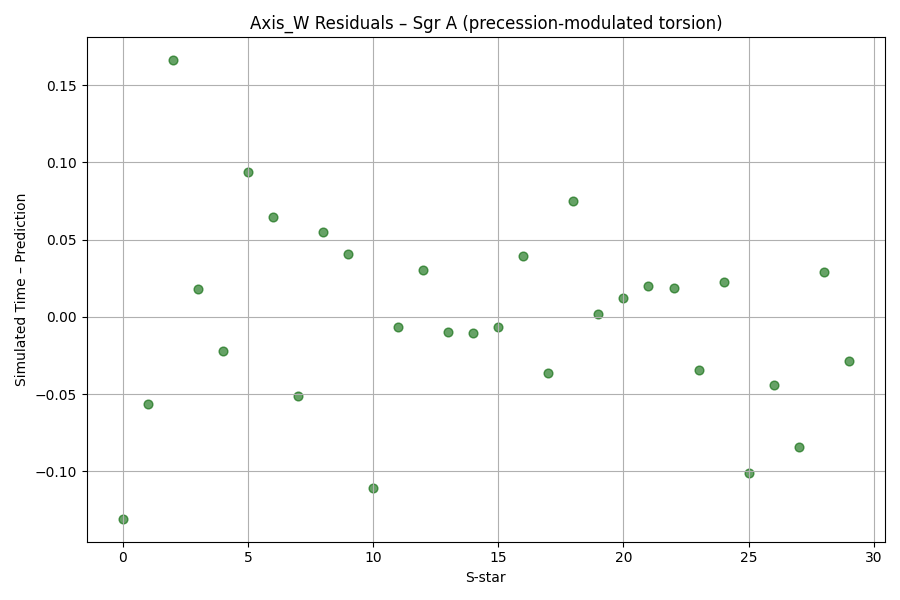 Axis_W Residuals – Sgr A (precession-modulated torsion)
Simulated Time – Prediction
0.15
0.10
0.05
0.00
−0.05
−0.10
0 5 10 15 20 25 30
S-star